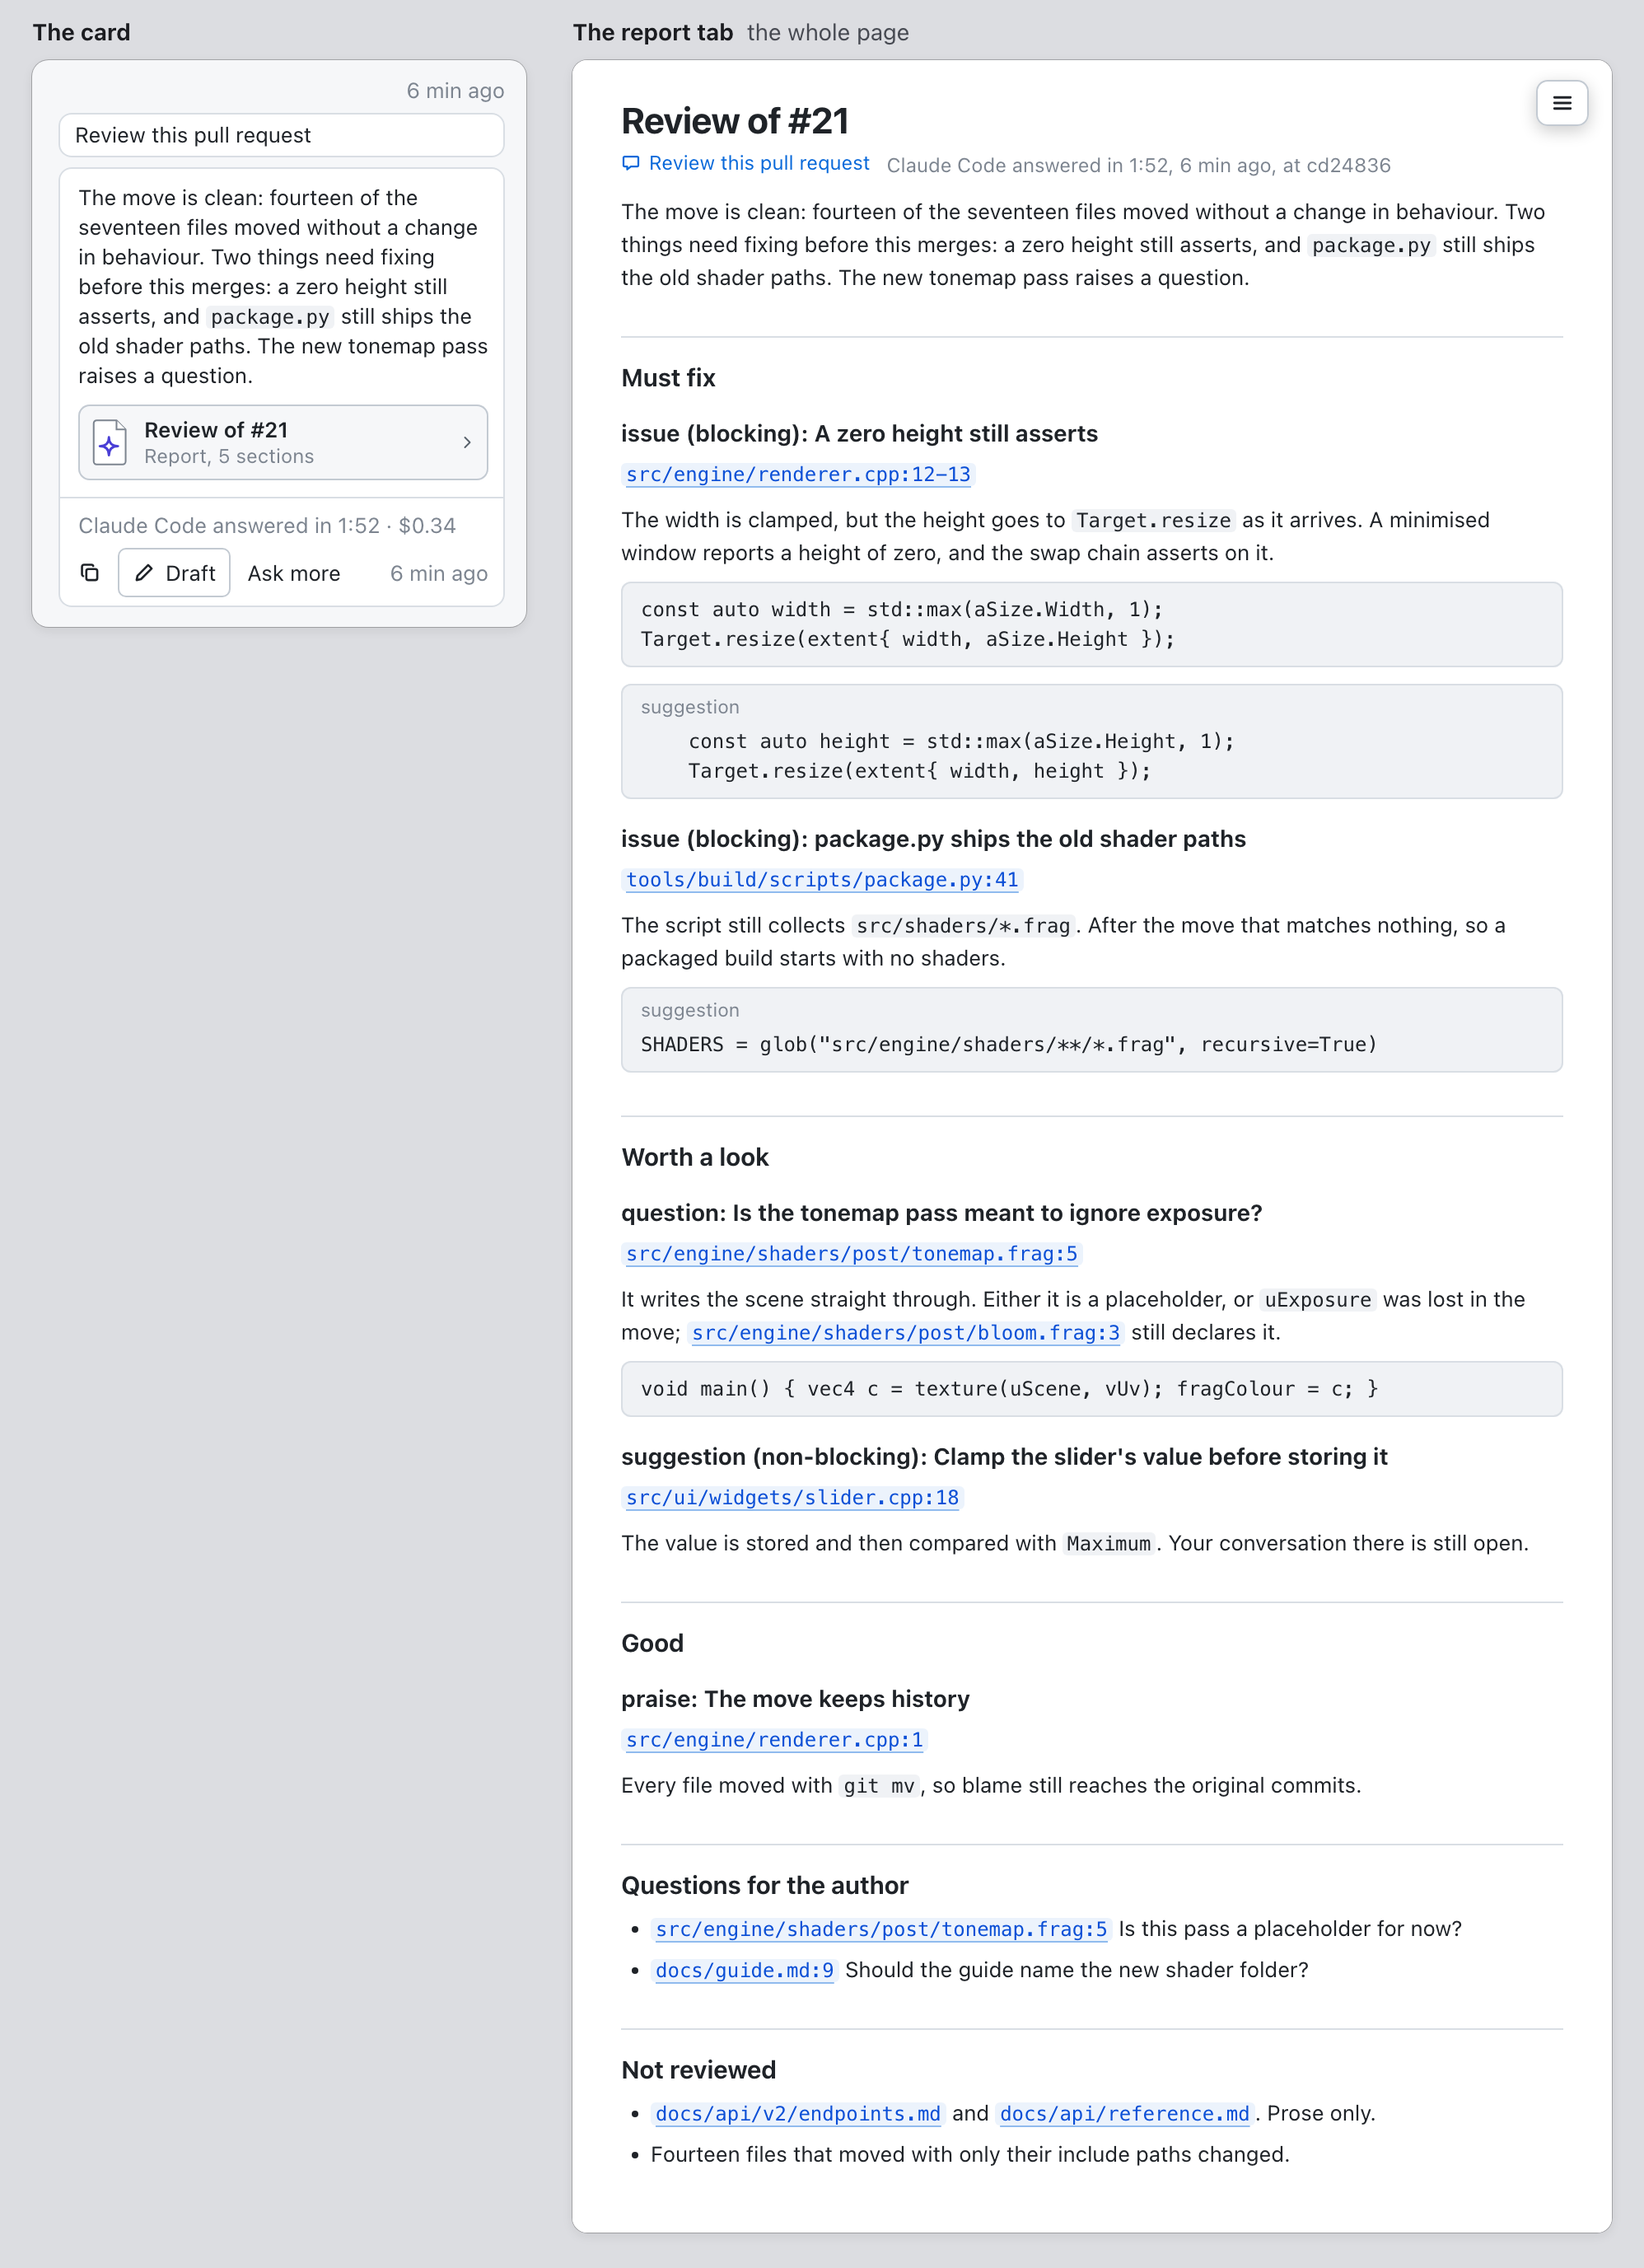 The card
6 min ago
Review this pull request
The move is clean: fourteen of the
seventeen files moved without a change
in behaviour. Two things need fixing
before this merges: a zero height still
asserts, and package.py still ships the
old shader paths. The new tonemap pass
raises a question.
Review of #21
Report, 5 sections
Claude Code answered in 1:52 · $0.34
Draft Ask more 6 min ago
The report tab the whole page
Review of #21
Review this pull request Claude Code answered in 1:52, 6 min ago, at cd24836
The move is clean: fourteen of the seventeen files moved without a change in behaviour. Two
things need fixing before this merges: a zero height still asserts, and package.py still ships
the old shader paths. The new tonemap pass raises a question.
Must fix
issue (blocking): A zero height still asserts
src/engine/renderer.cpp:12–13
The width is clamped, but the height goes to Target.resize as it arrives. A minimised
window reports a height of zero, and the swap chain asserts on it.
const auto width = std::max(aSize.Width, 1);
Target.resize(extent{ width, aSize.Height });
suggestion
    const auto height = std::max(aSize.Height, 1);
    Target.resize(extent{ width, height });
issue (blocking): package.py ships the old shader paths
tools/build/scripts/package.py:41
The script still collects src/shaders/*.frag. After the move that matches nothing, so a
packaged build starts with no shaders.
suggestion
SHADERS = glob("src/engine/shaders/**/*.frag", recursive=True)
Worth a look
question: Is the tonemap pass meant to ignore exposure?
src/engine/shaders/post/tonemap.frag:5
It writes the scene straight through. Either it is a placeholder, or uExposure was lost in the
move; src/engine/shaders/post/bloom.frag:3 still declares it.
void main() { vec4 c = texture(uScene, vUv); fragColour = c; }
suggestion (non-blocking): Clamp the slider's value before storing it
src/ui/widgets/slider.cpp:18
The value is stored and then compared with Maximum. Your conversation there is still open.
Good
praise: The move keeps history
src/engine/renderer.cpp:1
Every file moved with git mv, so blame still reaches the original commits.
Questions for the author
• src/engine/shaders/post/tonemap.frag:5 Is this pass a placeholder for now?
• docs/guide.md:9 Should the guide name the new shader folder?
Not reviewed
• docs/api/v2/endpoints.md and docs/api/reference.md. Prose only.
• Fourteen files that moved with only their include paths changed.